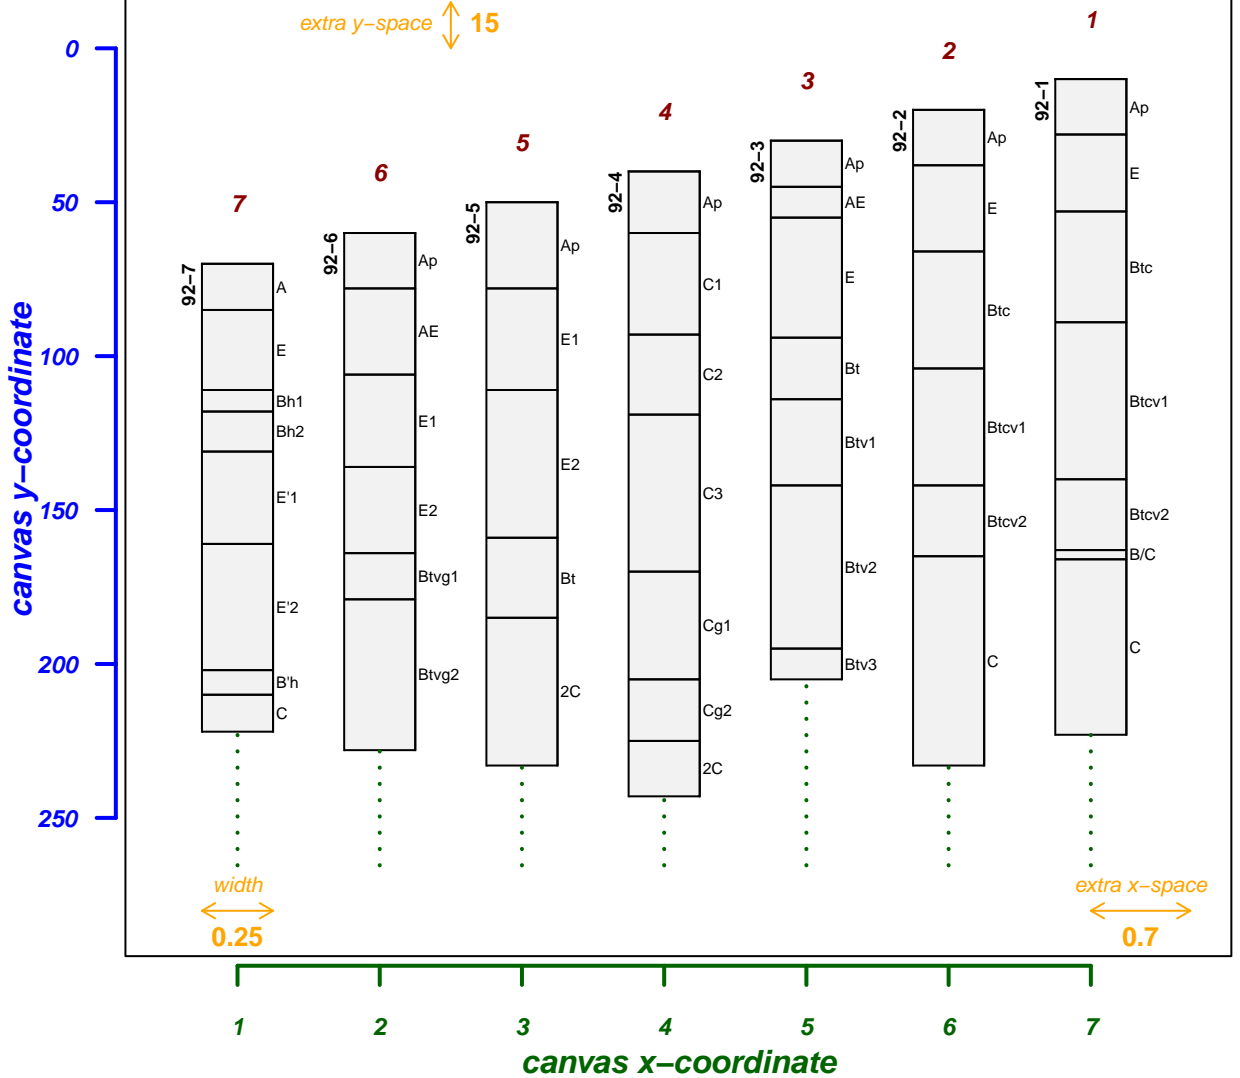 extra y−space 15
1
2
3
4
5
6
7
0
50
100
150
200
250
canvas y−coordinate
92−7
A
E
Bh1
Bh2
E'1
E'2
B'h
C
92−6
Ap
AE
E1
E2
Btvg1
Btvg2
92−5
Ap
E1
E2
Bt
2C
92−4
Ap
C1
C2
C3
Cg1
Cg2
2C
92−3
Ap
AE
E
Bt
Btv1
Btv2
Btv3
92−2
Ap
E
Btc
Btcv1
Btcv2
C
92−1
Ap
E
Btc
Btcv1
Btcv2
B/C
C
width
0.25
extra x−space
0.7
1 2 3 4 5 6 7
canvas x−coordinate